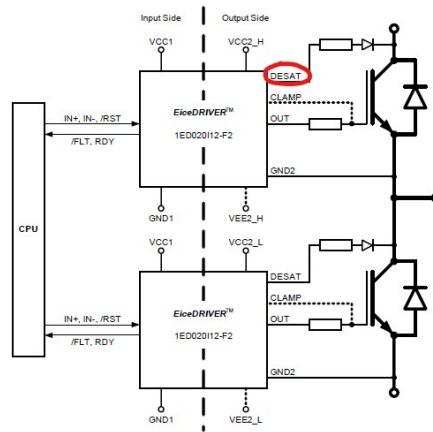 Input Side
Output Side
VCC1
VCC2_H
DESAT
CLAMP
EiceDRIVER™
IN+, IN-, /RST
OUT
1ED020I12-F2
/FLT, RDY
GND2
CPU
GND1
VEE2_H
VCC1
VCC2_L
DESAT
CLAMP
EiceDRIVER™
IN+, IN-, /RST
OUT
1ED020I12-F2
/FLT, RDY
GND2
GND1
VEE2_L